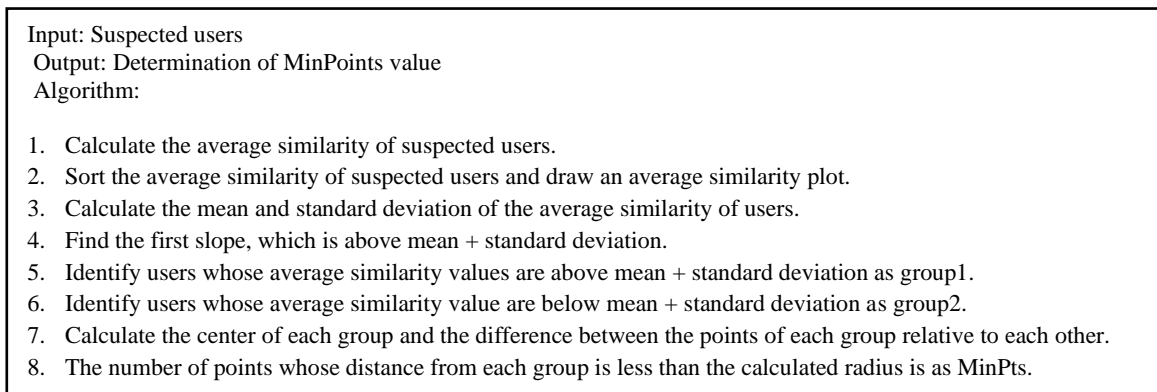 Input: Suspected users
Output: Determination of MinPoints value
Algorithm:
1. Calculate the average similarity of suspected users.
2. Sort the average similarity of suspected users and draw an average similarity plot.
3. Calculate the mean and standard deviation of the average similarity of users.
4. Find the first slope, which is above mean + standard deviation.
5. Identify users whose average similarity values are above mean + standard deviation as group1.
6. Identify users whose average similarity value are below mean + standard deviation as group2.
7. Calculate the center of each group and the difference between the points of each group relative to each other.
8. The number of points whose distance from each group is less than the calculated radius is as MinPts.